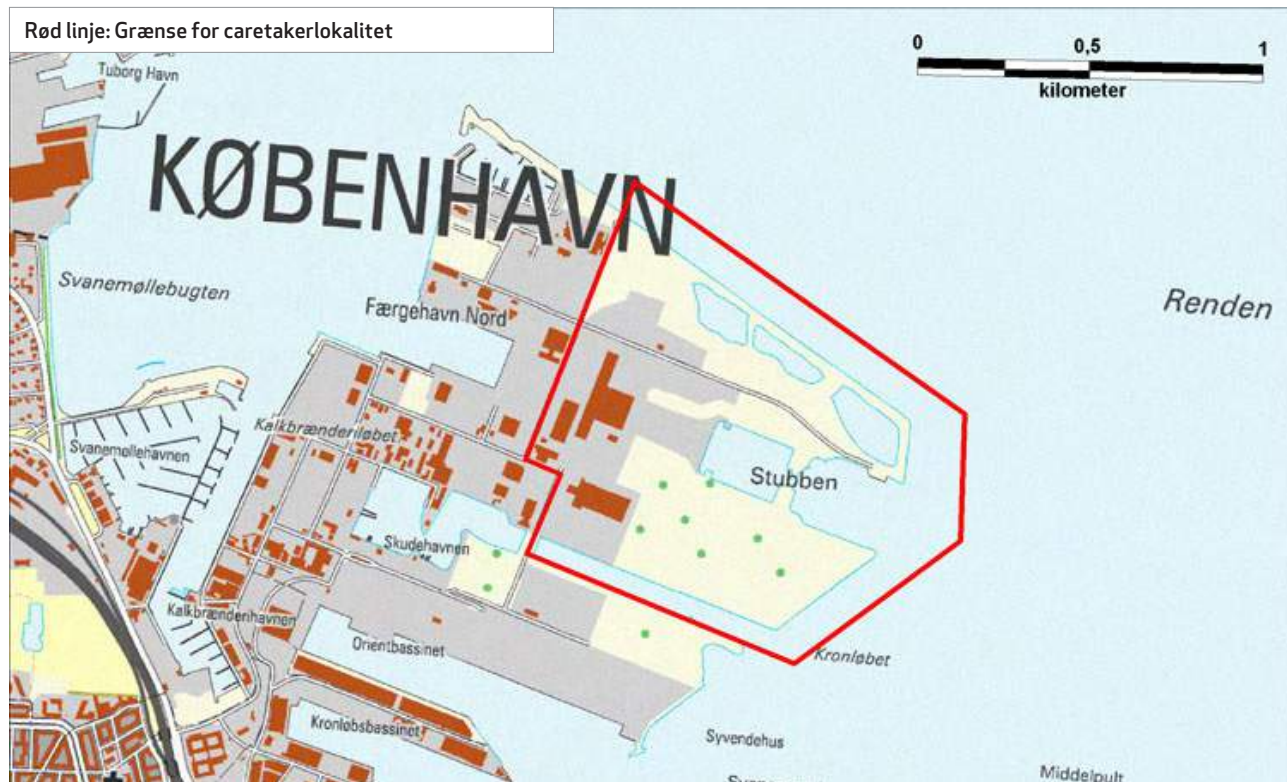 Rød linje: Grænse for caretakerlokalitet
0 0,5 1
kilometer
Tuborg Havn
KØBENHAVN
Svanemøllebugten
Færgehavn Nord
Renden
Kalkbrænderiløbet
Svanemøllehavnen
Stubben
Skudehavnen
Kalkbrænderihavnen
Orientbassinet
Kronløbet
Kronløbsbassinet
Syvendehus
Middelpult